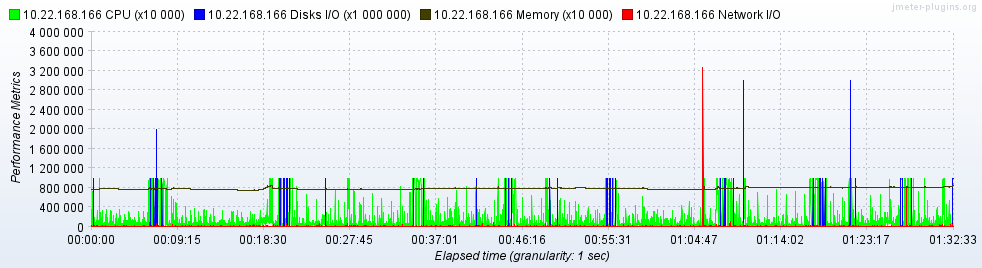 jmeter-plugins.org
10.22.168.166 CPU (x10 000) 10.22.168.166 Disks I/O (x1 000 000) 10.22.168.166 Memory (x10 000) 10.22.168.166 Network I/O
Performance Metrics
4 000 000
3 600 000
3 200 000
2 800 000
2 400 000
2 000 000
1 600 000
1 200 000
800 000
400 000
0
00:00:00 00:09:15 00:18:30 00:27:45 00:37:01 00:46:16 00:55:31 01:04:47 01:14:02 01:23:17 01:32:33
Elapsed time (granularity: 1 sec)